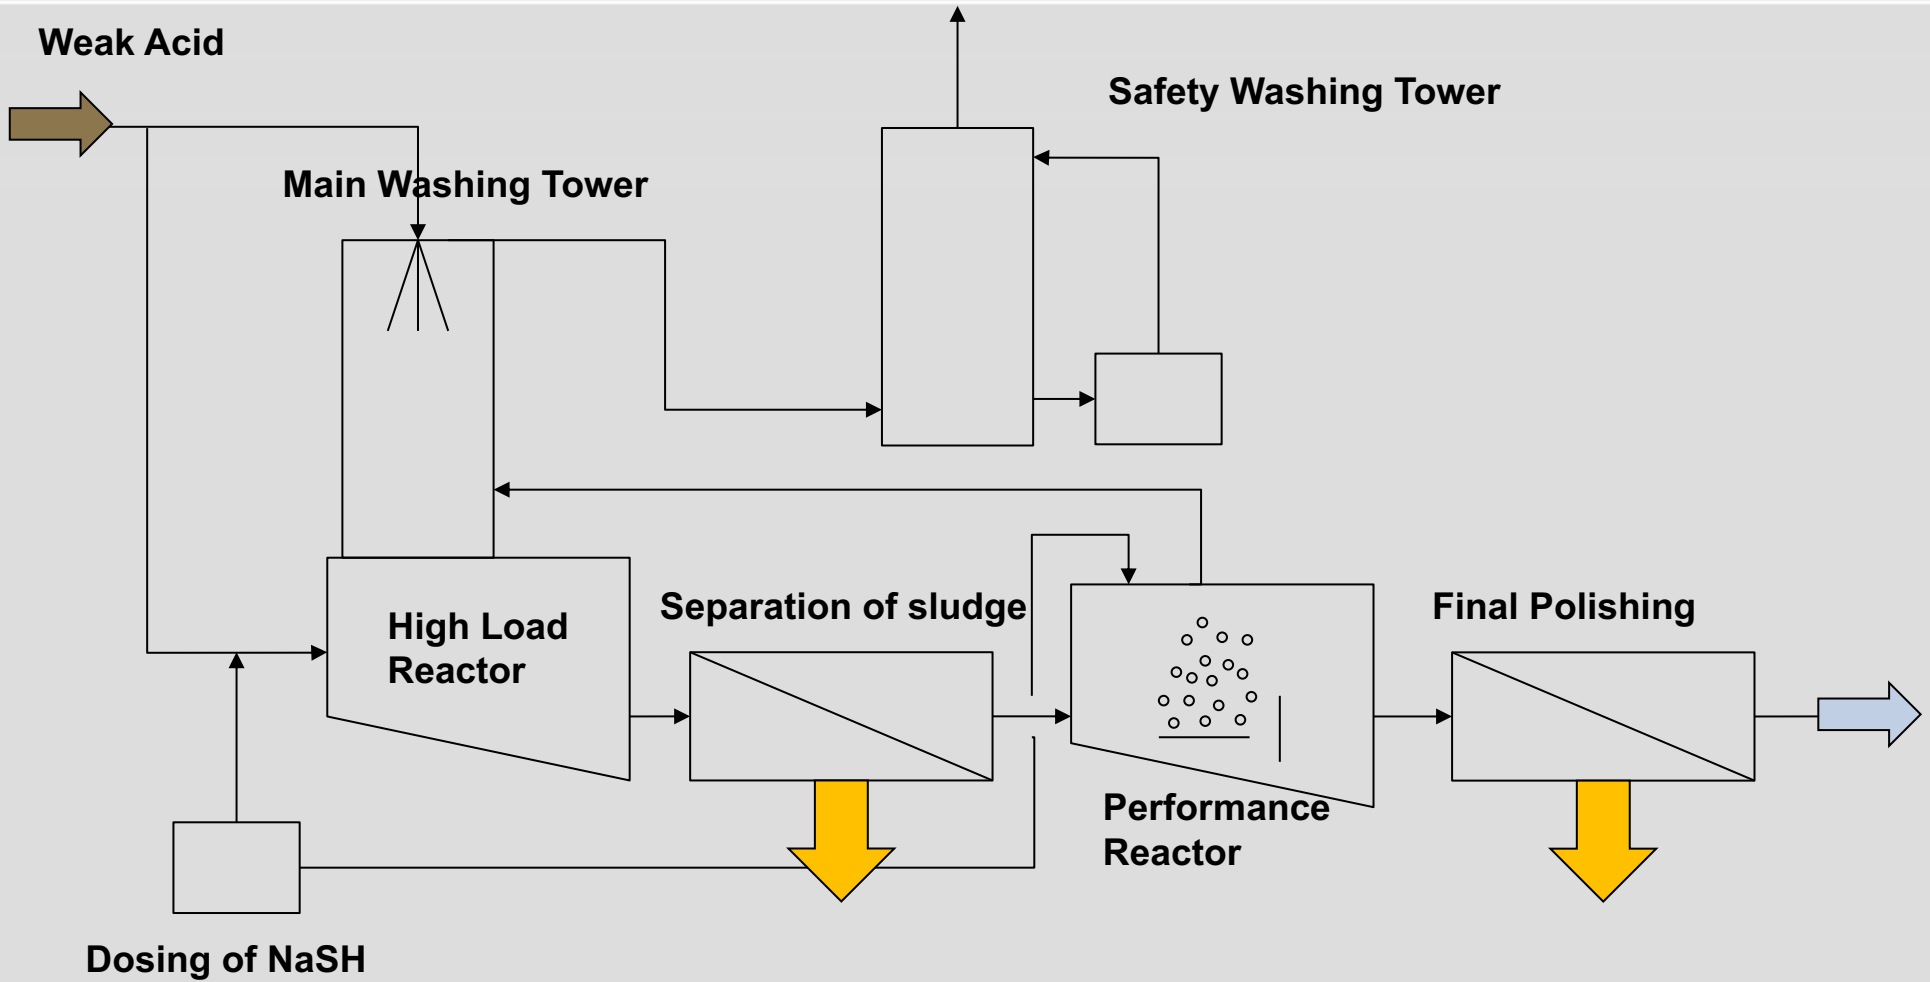 Weak Acid
Safety Washing Tower
Main Washing Tower
High Load
Reactor
Separation of sludge
Final Polishing
Performance
Reactor
Dosing of NaSH